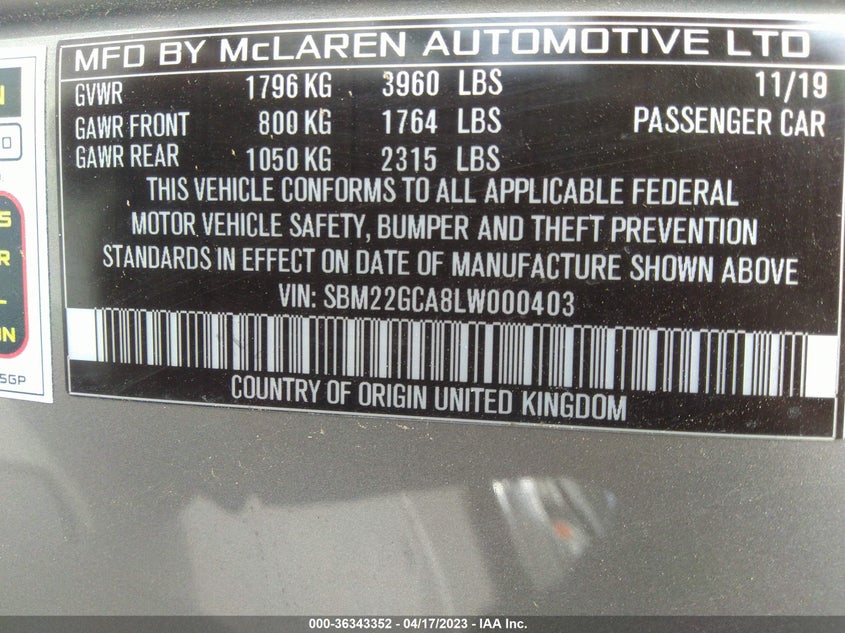 MFD BY McLAREN AUTOMOTIVE LTD
GVWR 1796 KG 3960 LBS 11/19
GAWR FRONT 800 KG 1764 LBS PASSENGER CAR
GAWR REAR 1050 KG 2315 LBS
THIS VEHICLE CONFORMS TO ALL APPLICABLE FEDERAL
MOTOR VEHICLE SAFETY, BUMPER AND THEFT PREVENTION
STANDARDS IN EFFECT ON DATE OF MANUFACTURE SHOWN ABOVE
VIN: SBM22GCA8LW000403
COUNTRY OF ORIGIN UNITED KINGDOM
000-36343352 - 04/17/2023 - IAA Inc.